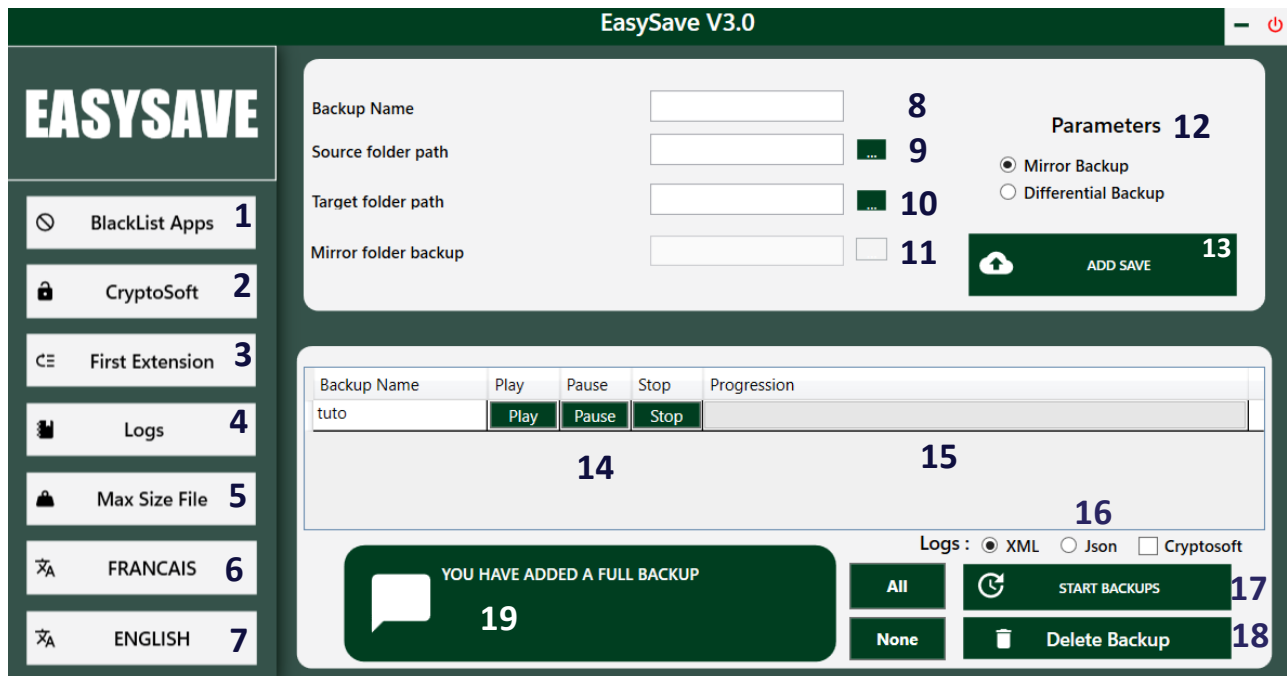 EasySave V3.0
EASYSAVE
BlackList Apps 1
CryptoSoft 2
First Extension 3
Logs 4
Max Size File 5
FRANCAIS 6
ENGLISH 7
Backup Name 8
Source folder path ... 9
Target folder path ... 10
Mirror folder backup 11
Parameters 12
Mirror Backup
Differential Backup
ADD SAVE 13
Backup Name Play Pause Stop Progression
tuto Play Pause Stop
14 15
16
Logs : XML Json Cryptosoft
YOU HAVE ADDED A FULL BACKUP
19
All START BACKUPS 17
None Delete Backup 18